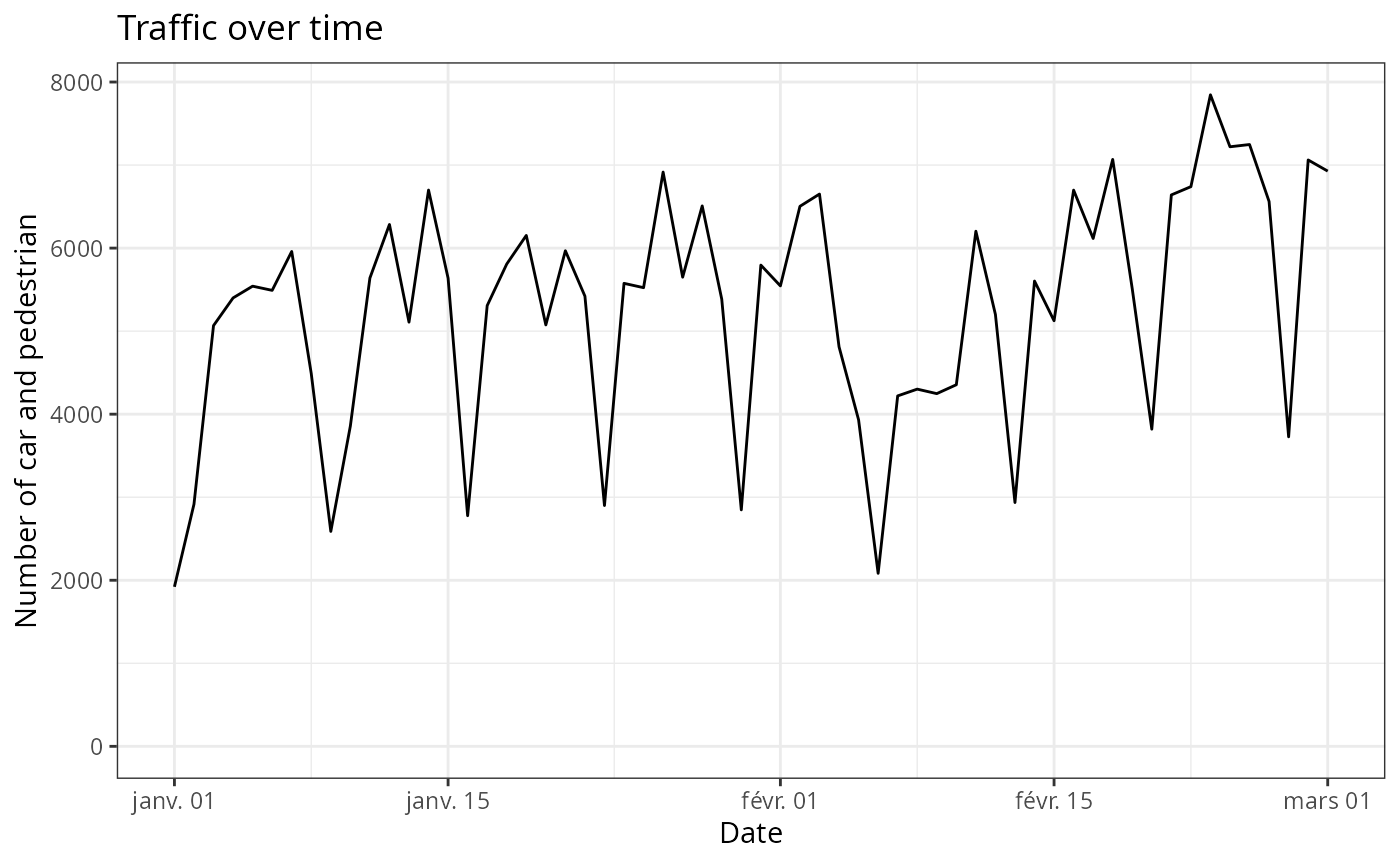 Traffic over time
Number of car and pedestrian
8000
6000
4000
2000
0
janv. 01
janv. 15
févr. 01
févr. 15
mars 01
Date